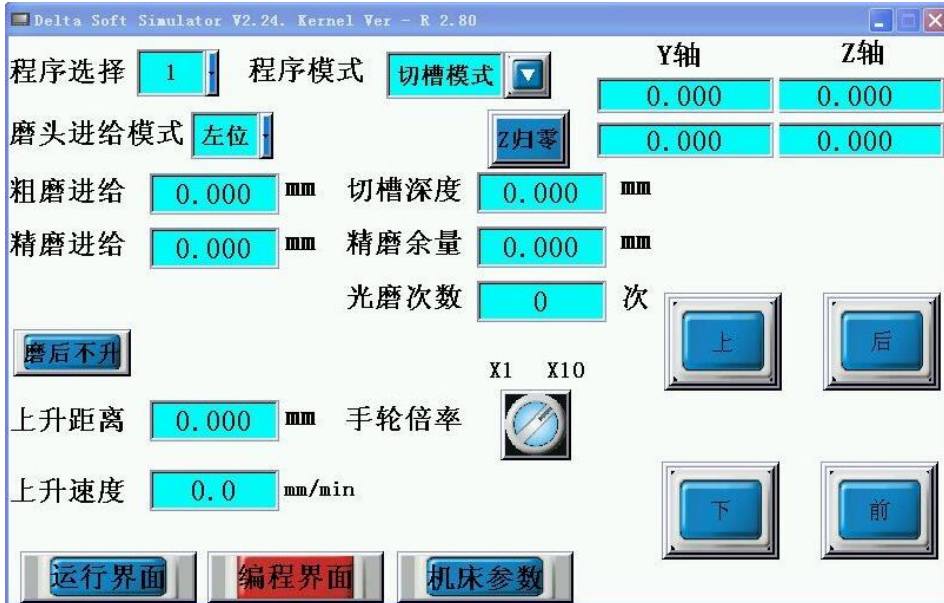 Delta Soft Simulator V2.24. Kernel Ver - R 2.80
程序选择 1 程序模式 切槽模式 Y轴 Z轴
0.000 0.000
磨头进给模式 左位 Z归零 0.000 0.000
粗磨进给 0.000 mm 切槽深度 0.000 mm
精磨进给 0.000 mm 精磨余量 0.000 mm
光磨次数 0 次
上 后
磨后不升
X1 X10
上升距离 0.000 mm 手轮倍率
上升速度 0.0 mm/min
下 前
运行界面 编程界面 机床参数